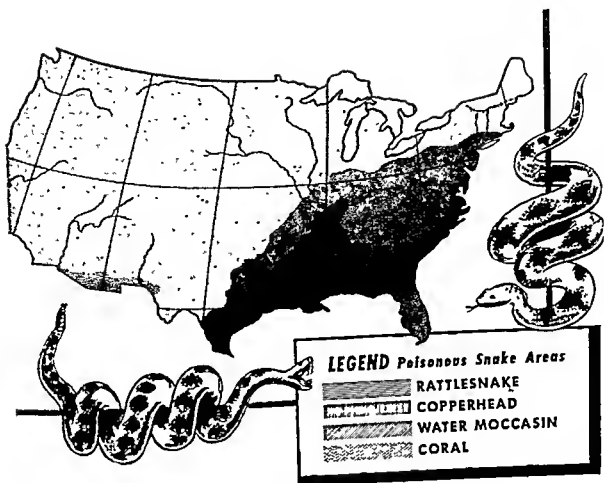 LEGEND Poisonous Snake Areas
RATTLESNAKE
COPPERHEAD
WATER MOCCASIN
CORAL